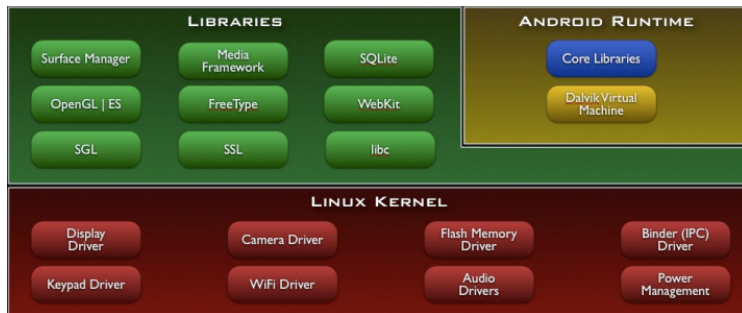 LIBRARIES
Surface Manager
Media
Framework
SQLite
OpenGL | ES
FreeType
WebKit
SGL
SSL
libc
ANDROID RUNTIME
Core Libraries
Dalvik Virtual
Machine
LINUX KERNEL
Display
Driver
Camera Driver
Flash Memory
Driver
Binder (IPC)
Driver
Keypad Driver
WiFi Driver
Audio
Drivers
Power
Management